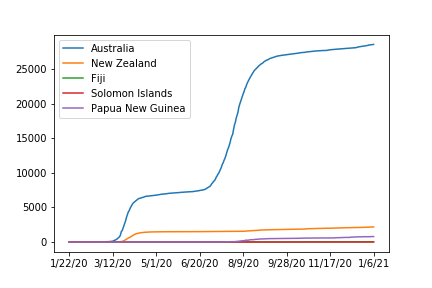 Australia
New Zealand
Fiji
Solomon Islands
Papua New Guinea
25000
20000
15000
10000
5000
0
1/22/20 3/12/20 5/1/20 6/20/20 8/9/20 9/28/20 11/17/20 1/6/21